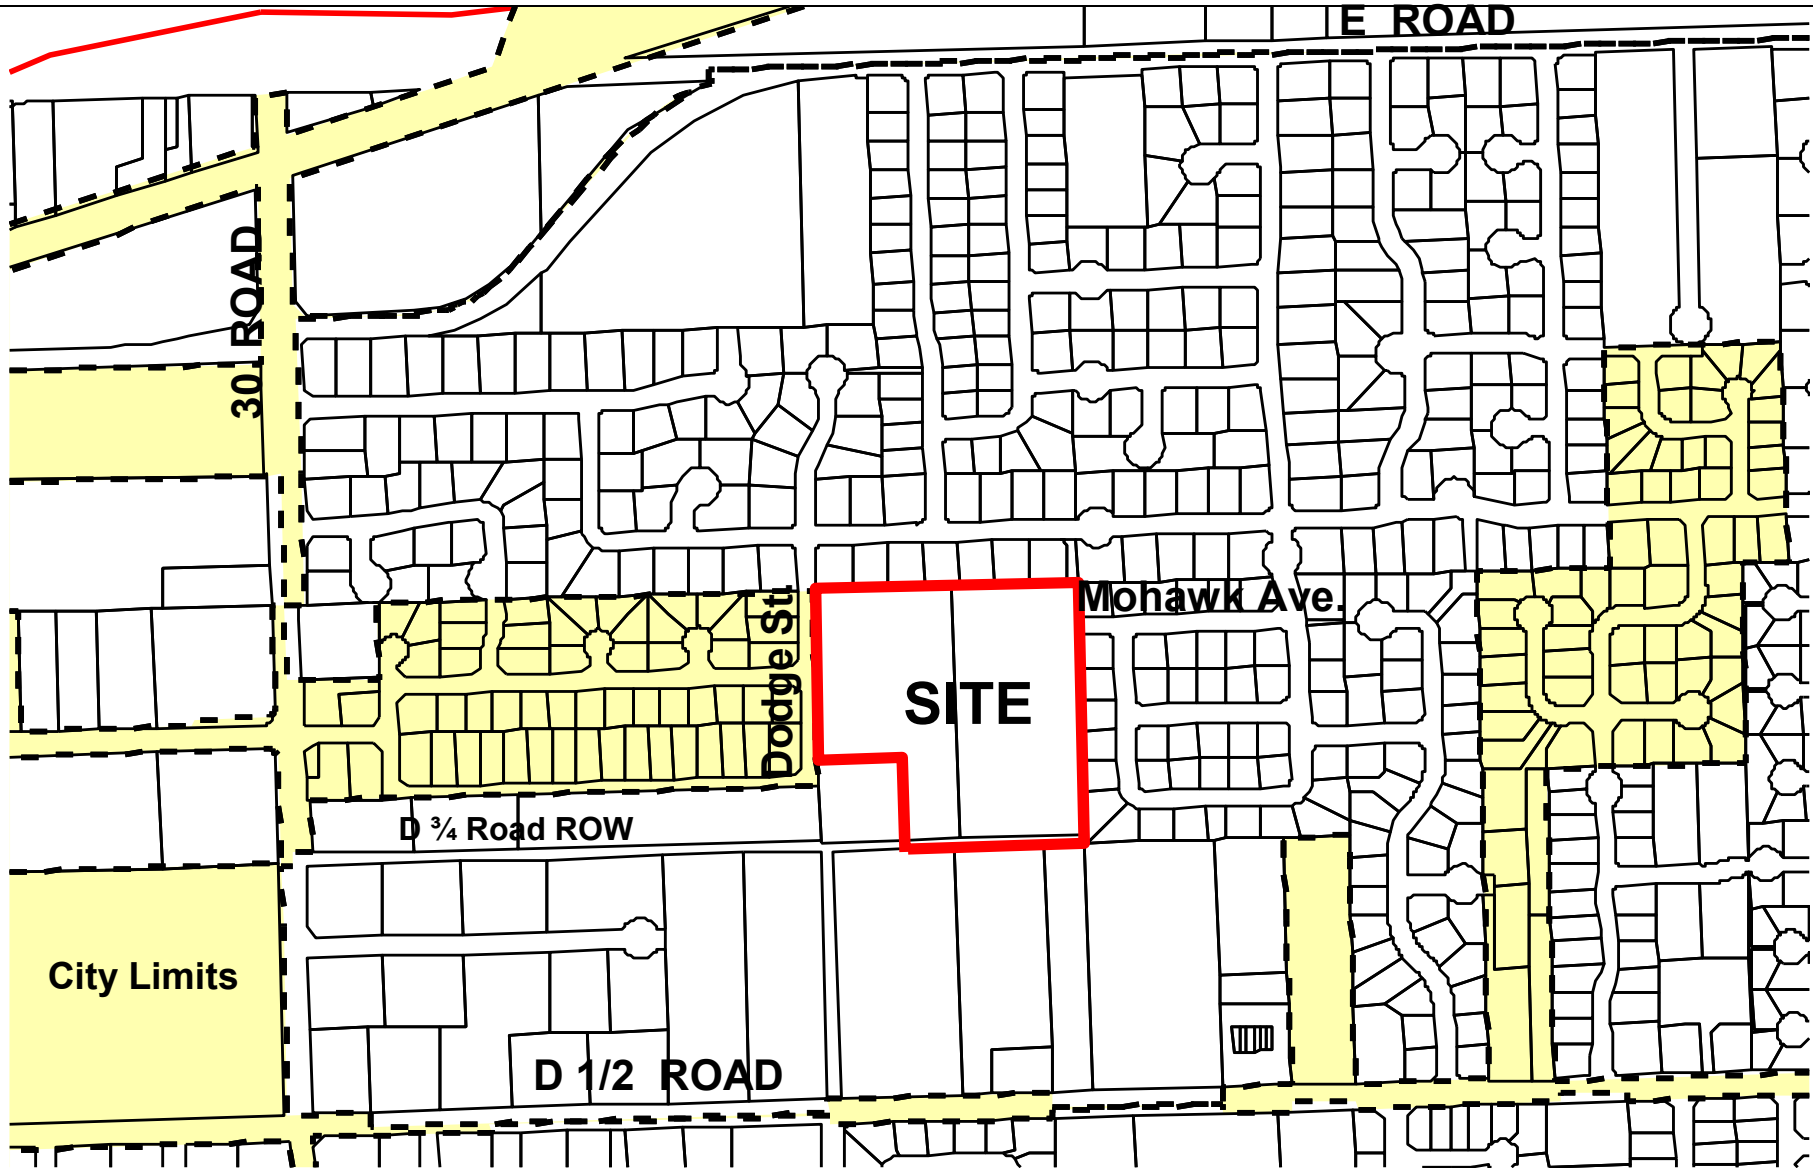 E ROAD
30 ROAD
Mohawk Ave.
Dodge St.
SITE
D ¾ Road ROW
City Limits
D 1/2 ROAD